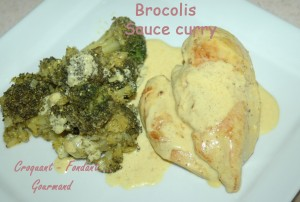 Brocolis
Sauce curry
Croquant - Fondant
Gourmand